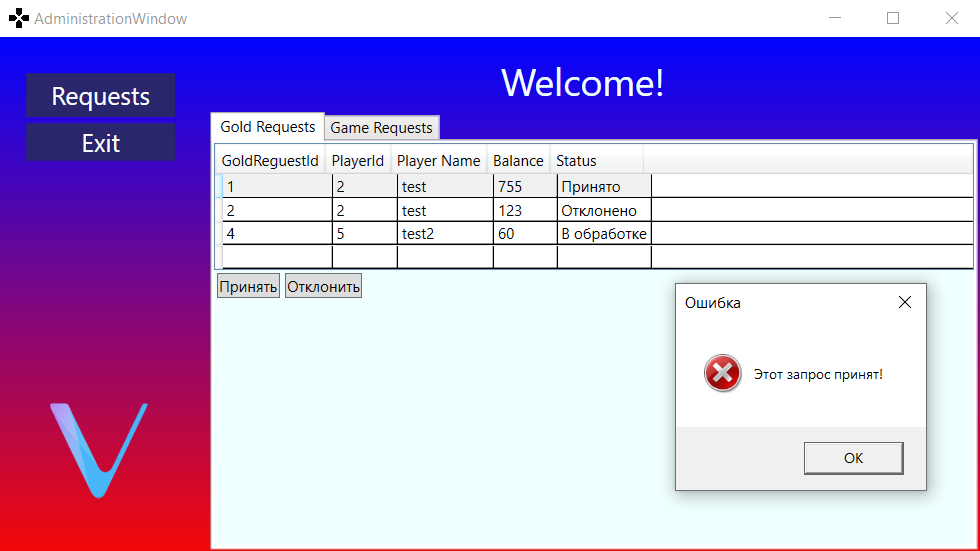 AdministrationWindow
Requests
Exit
Welcome!
Gold Requests Game Requests
GoldReguestId PlayerId Player Name Balance Status
1 2 test 755 Принято
2 2 test 123 Отклонено
4 5 test2 60 В обработке
Принять Отклонить
Ошибка
Этот запрос принят!
OK